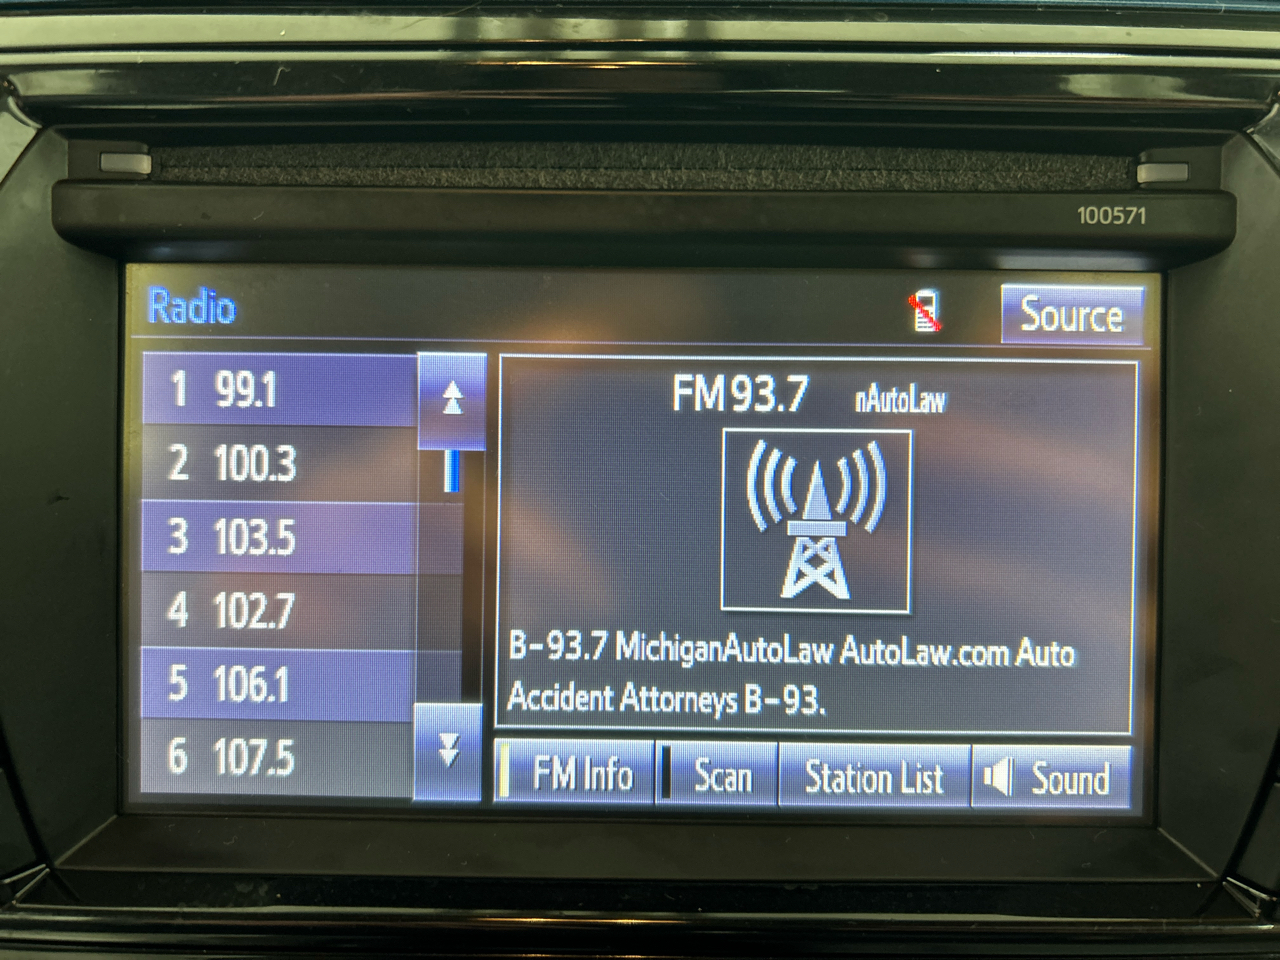 100571
Radio
Source
1 99.1
2 100.3
3 103.5
4 102.7
5 106.1
6 107.5
FM 93.7 nAutoLaw
B-93.7 MichiganAutoLaw AutoLaw.com Auto
Accident Attorneys B-93.
FM Info
Scan
Station List
Sound